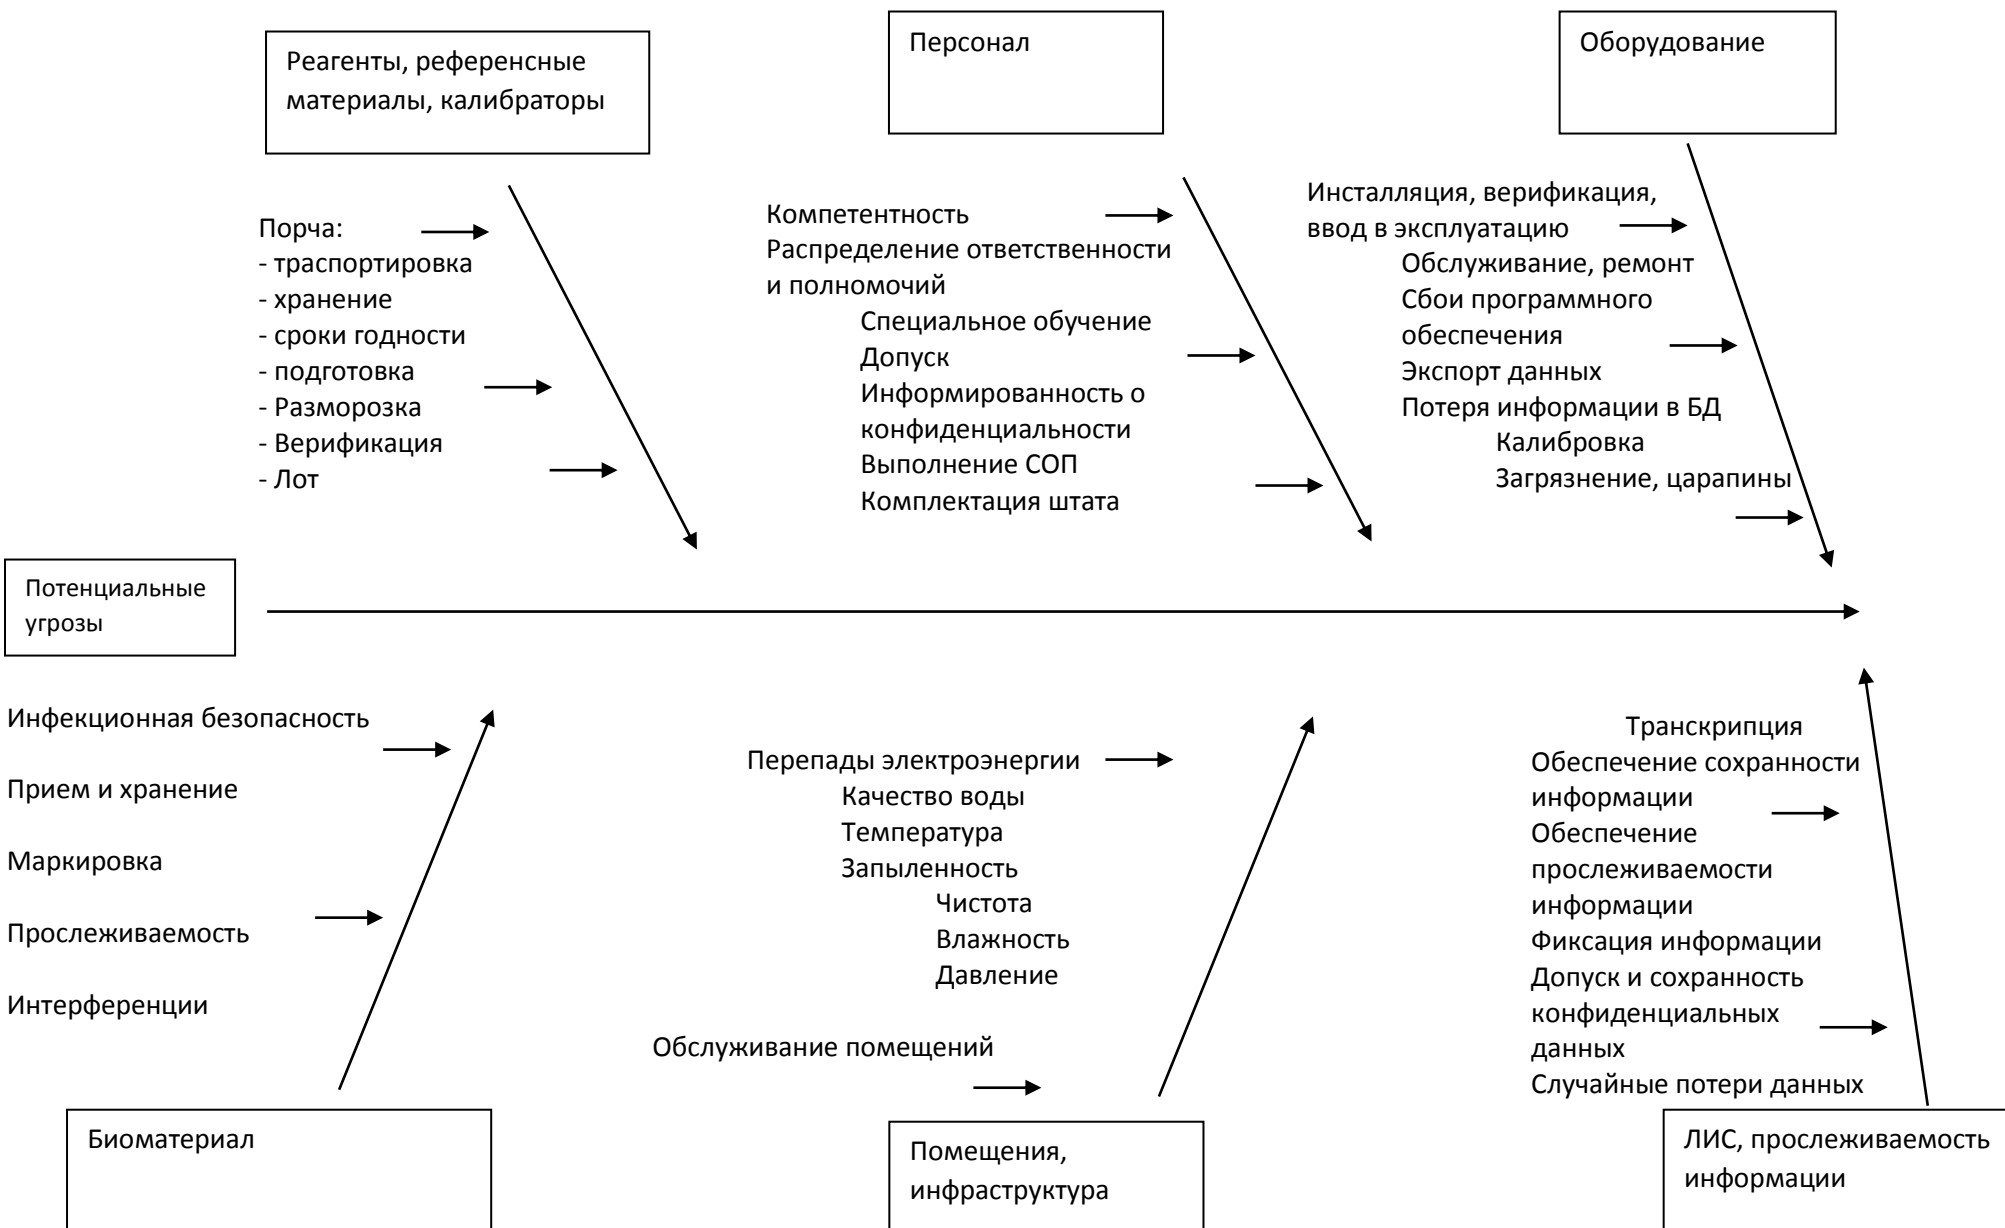 Реагенты, референсные
материалы, калибраторы
Персонал
Оборудование
Порча:
- траспортировка
- хранение
- сроки годности
- подготовка
- Разморозка
- Верификация
- Лот
Компетентность
Распределение ответственности
и полномочий
Специальное обучение
Допуск
Информированность о
конфиденциальности
Выполнение СОП
Комплектация штата
Инсталляция, верификация,
ввод в эксплуатацию
Обслуживание, ремонт
Сбои программного
обеспечения
Экспорт данных
Потеря информации в БД
Калибровка
Загрязнение, царапины
Потенциальные
угрозы
Инфекционная безопасность
Прием и хранение
Маркировка
Прослеживаемость
Интерференции
Биоматериал
Перепады электроэнергии
Качество воды
Температура
Запыленность
Чистота
Влажность
Давление
Обслуживание помещений
Помещения,
инфраструктура
Транскрипция
Обеспечение сохранности
информации
Обеспечение
прослеживаемости
информации
Фиксация информации
Допуск и сохранность
конфиденциальных
данных
Случайные потери данных
ЛИС, прослеживаемость
информации